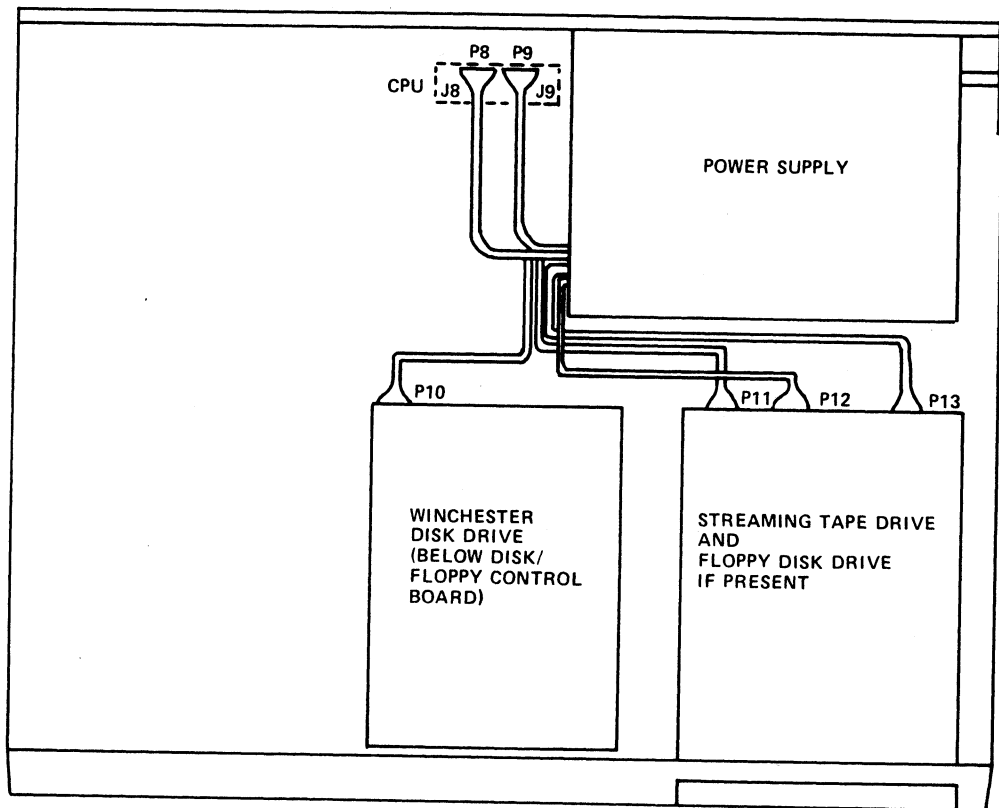 P8 P9
CPU J8 J9
POWER SUPPLY
P10
P11 P12 P13
WINCHESTER
DISK DRIVE
(BELOW DISK/
FLOPPY CONTROL
BOARD)
STREAMING TAPE DRIVE
AND
FLOPPY DISK DRIVE
IF PRESENT